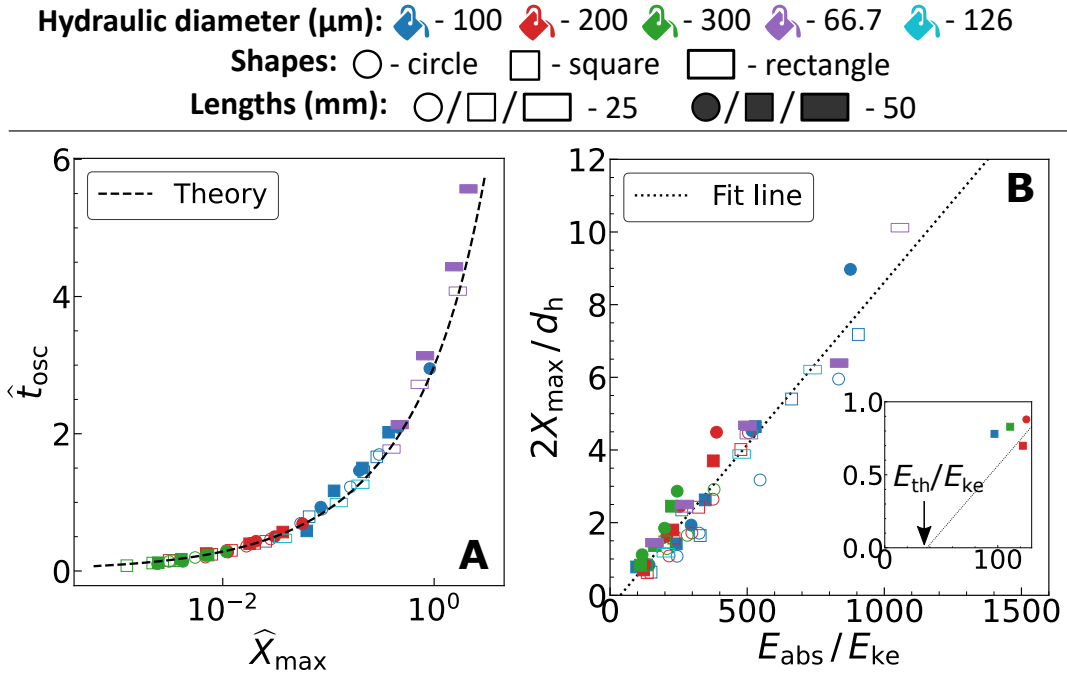 Hydraulic diameter (μm): - 100 - 200 - 300 - 66.7 - 126
Shapes: - circle - square - rectangle
Lengths (mm): / / - 25 / / - 50
6
4
2
0
t̂osc
Theory
A
10⁻² 10⁰
X̂max
12
10
8
6
4
2
0
2Xmax/dh
Fit line
B
1.0
0.5
0.0
Eth/Eke
0 100
0 500 1000 1500
Eabs/Eke